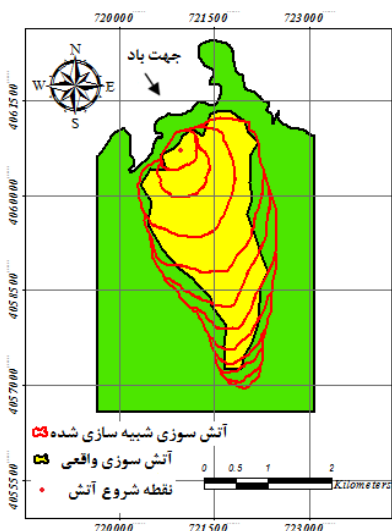 720000 721500 723000
جهت باد
N
W E
S
4061500
4060000
4058500
4057000
4055500
آتش سوزی شبیه سازی شده
آتش سوزی واقعی
نقطه شروع آتش
0 0.5 1 2
Kilometers
720000 721500 723000